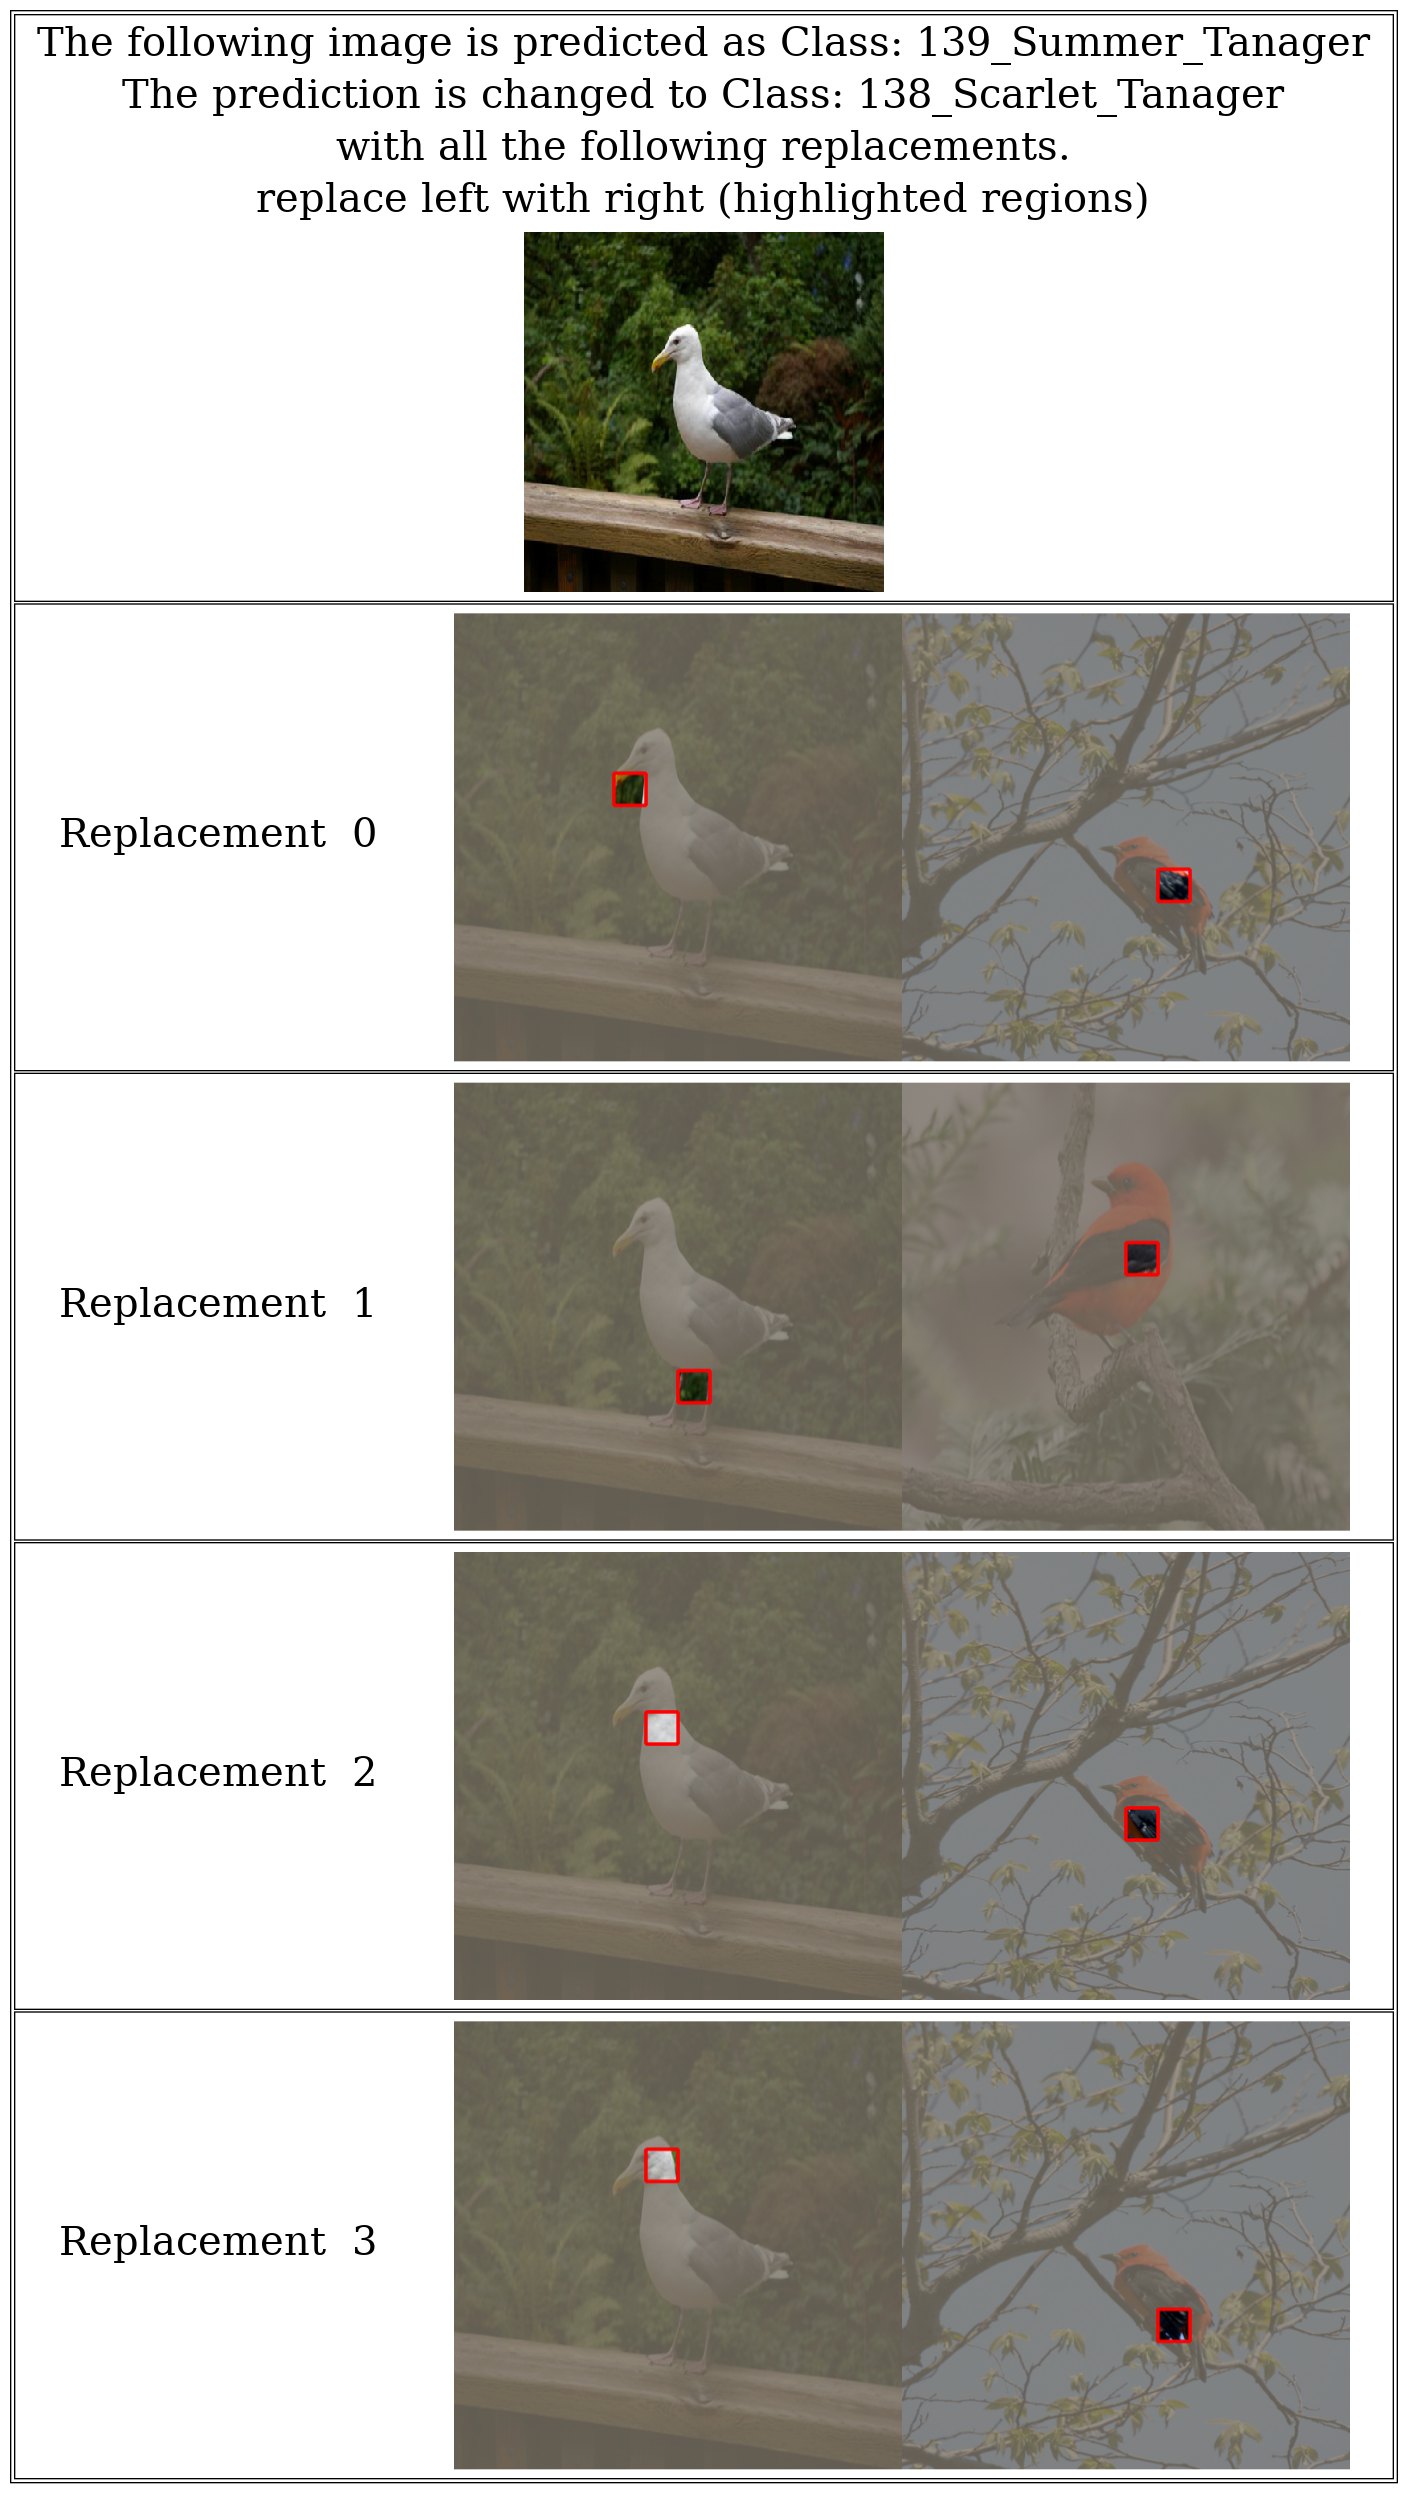 The following image is predicted as Class: 139_Summer_Tanager
The prediction is changed to Class: 138_Scarlet_Tanager
with all the following replacements.
replace left with right (highlighted regions)
Replacement 0
Replacement 1
Replacement 2
Replacement 3